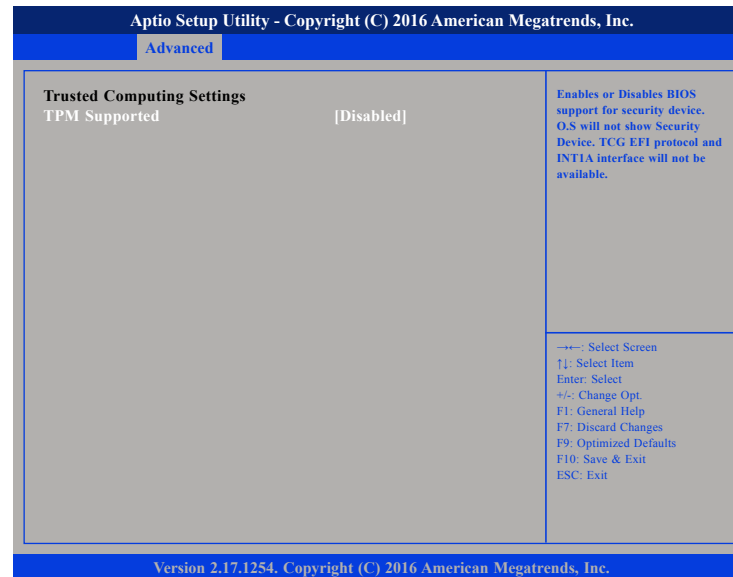 Aptio Setup Utility - Copyright (C) 2016 American Megatrends, Inc.
Advanced
Trusted Computing Settings
TPM Supported [Disabled]
Enables or Disables BIOS
support for security device.
O.S will not show Security
Device. TCG EFI protocol and
INT1A interface will not be
available.
→←: Select Screen
↑↓: Select Item
Enter: Select
+/-: Change Opt.
F1: General Help
F7: Discard Changes
F9: Optimized Defaults
F10: Save & Exit
ESC: Exit
Version 2.17.1254. Copyright (C) 2016 American Megatrends, Inc.